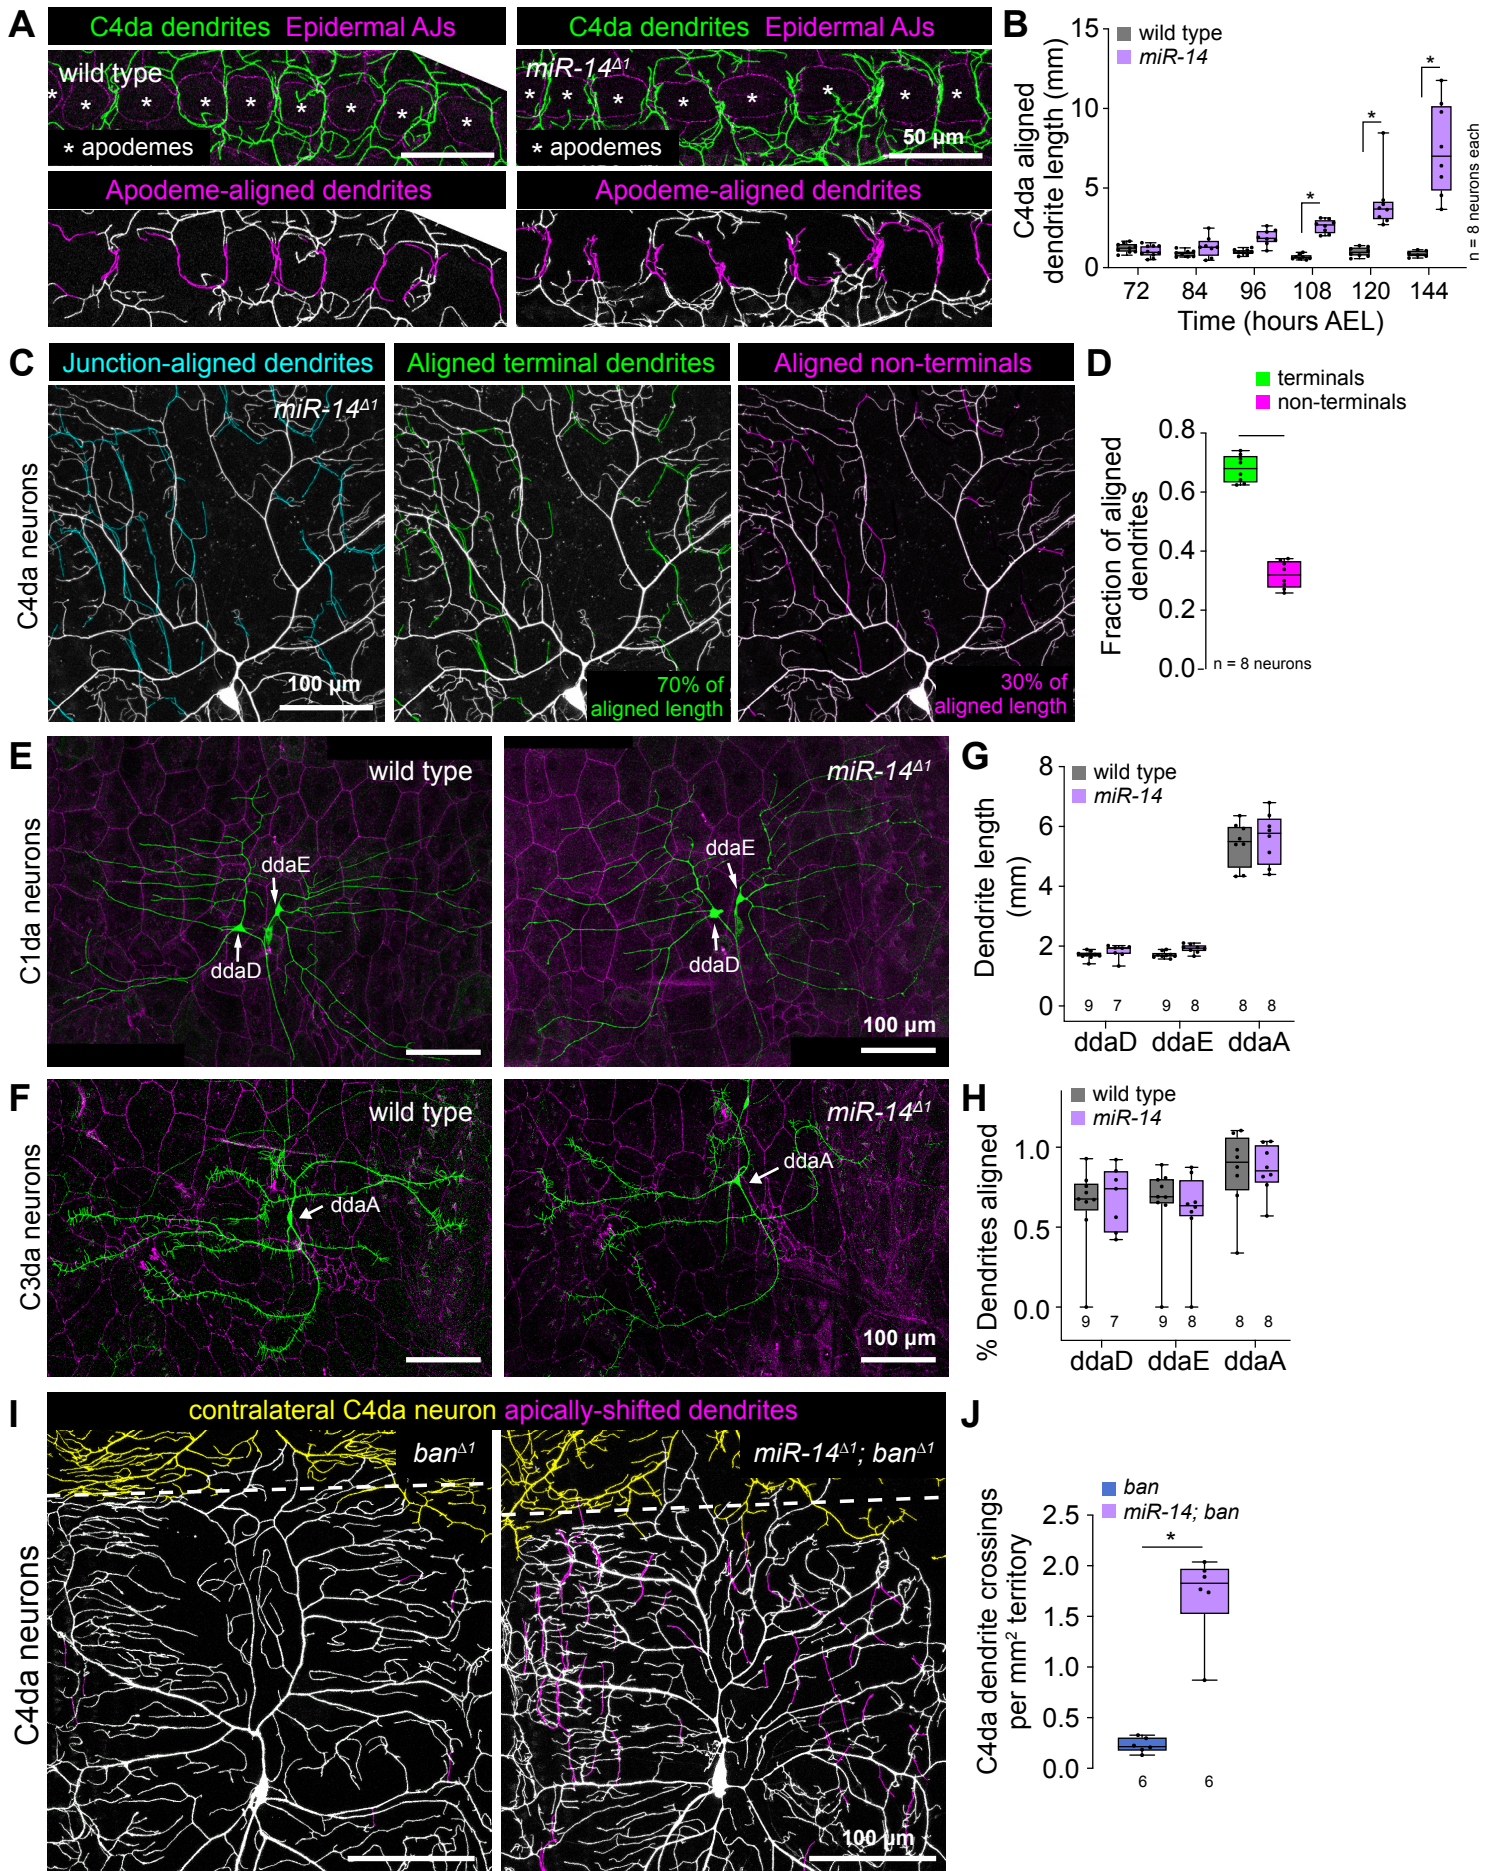 A
C4da dendrites Epidermal AJs
wild type
* * * * * * * * *
* apodemes
Apodeme-aligned dendrites
C4da dendrites Epidermal AJs
miR-14Δ1
* * * * * * * *
* apodemes
50 µm
Apodeme-aligned dendrites
B
wild type
miR-14
C4da aligned
dendrite length (mm)
15
10
5
0
* * *
72 84 96 108 120 144
Time (hours AEL)
n = 8 neurons each
C
C4da neurons
Junction-aligned dendrites
miR-14Δ1
100 µm
Aligned terminal dendrites
70% of
aligned length
Aligned non-terminals
30% of
aligned length
D
terminals
non-terminals
Fraction of aligned
dendrites
0.8
0.6
0.4
0.2
0.0
n = 8 neurons
E
C1da neurons
wild type
ddaE
ddaD
miR-14Δ1
ddaE
ddaD
100 µm
F
C3da neurons
wild type
ddaA
miR-14Δ1
ddaA
100 µm
G
wild type
miR-14
Dendrite length
(mm)
8
6
4
2
0
9 7 9 8 8 8
ddaD ddaE ddaA
H
wild type
miR-14
% Dendrites aligned
1.0
0.5
0.0
9 7 9 8 8 8
ddaD ddaE ddaA
I
C4da neurons
contralateral C4da neuron apically-shifted dendrites
banΔ1
miR-14Δ1; banΔ1
100 µm
J
ban
miR-14; ban
C4da dendrite crossings
per mm² territory
2.5
2.0
1.5
1.0
0.5
0.0
*
6 6